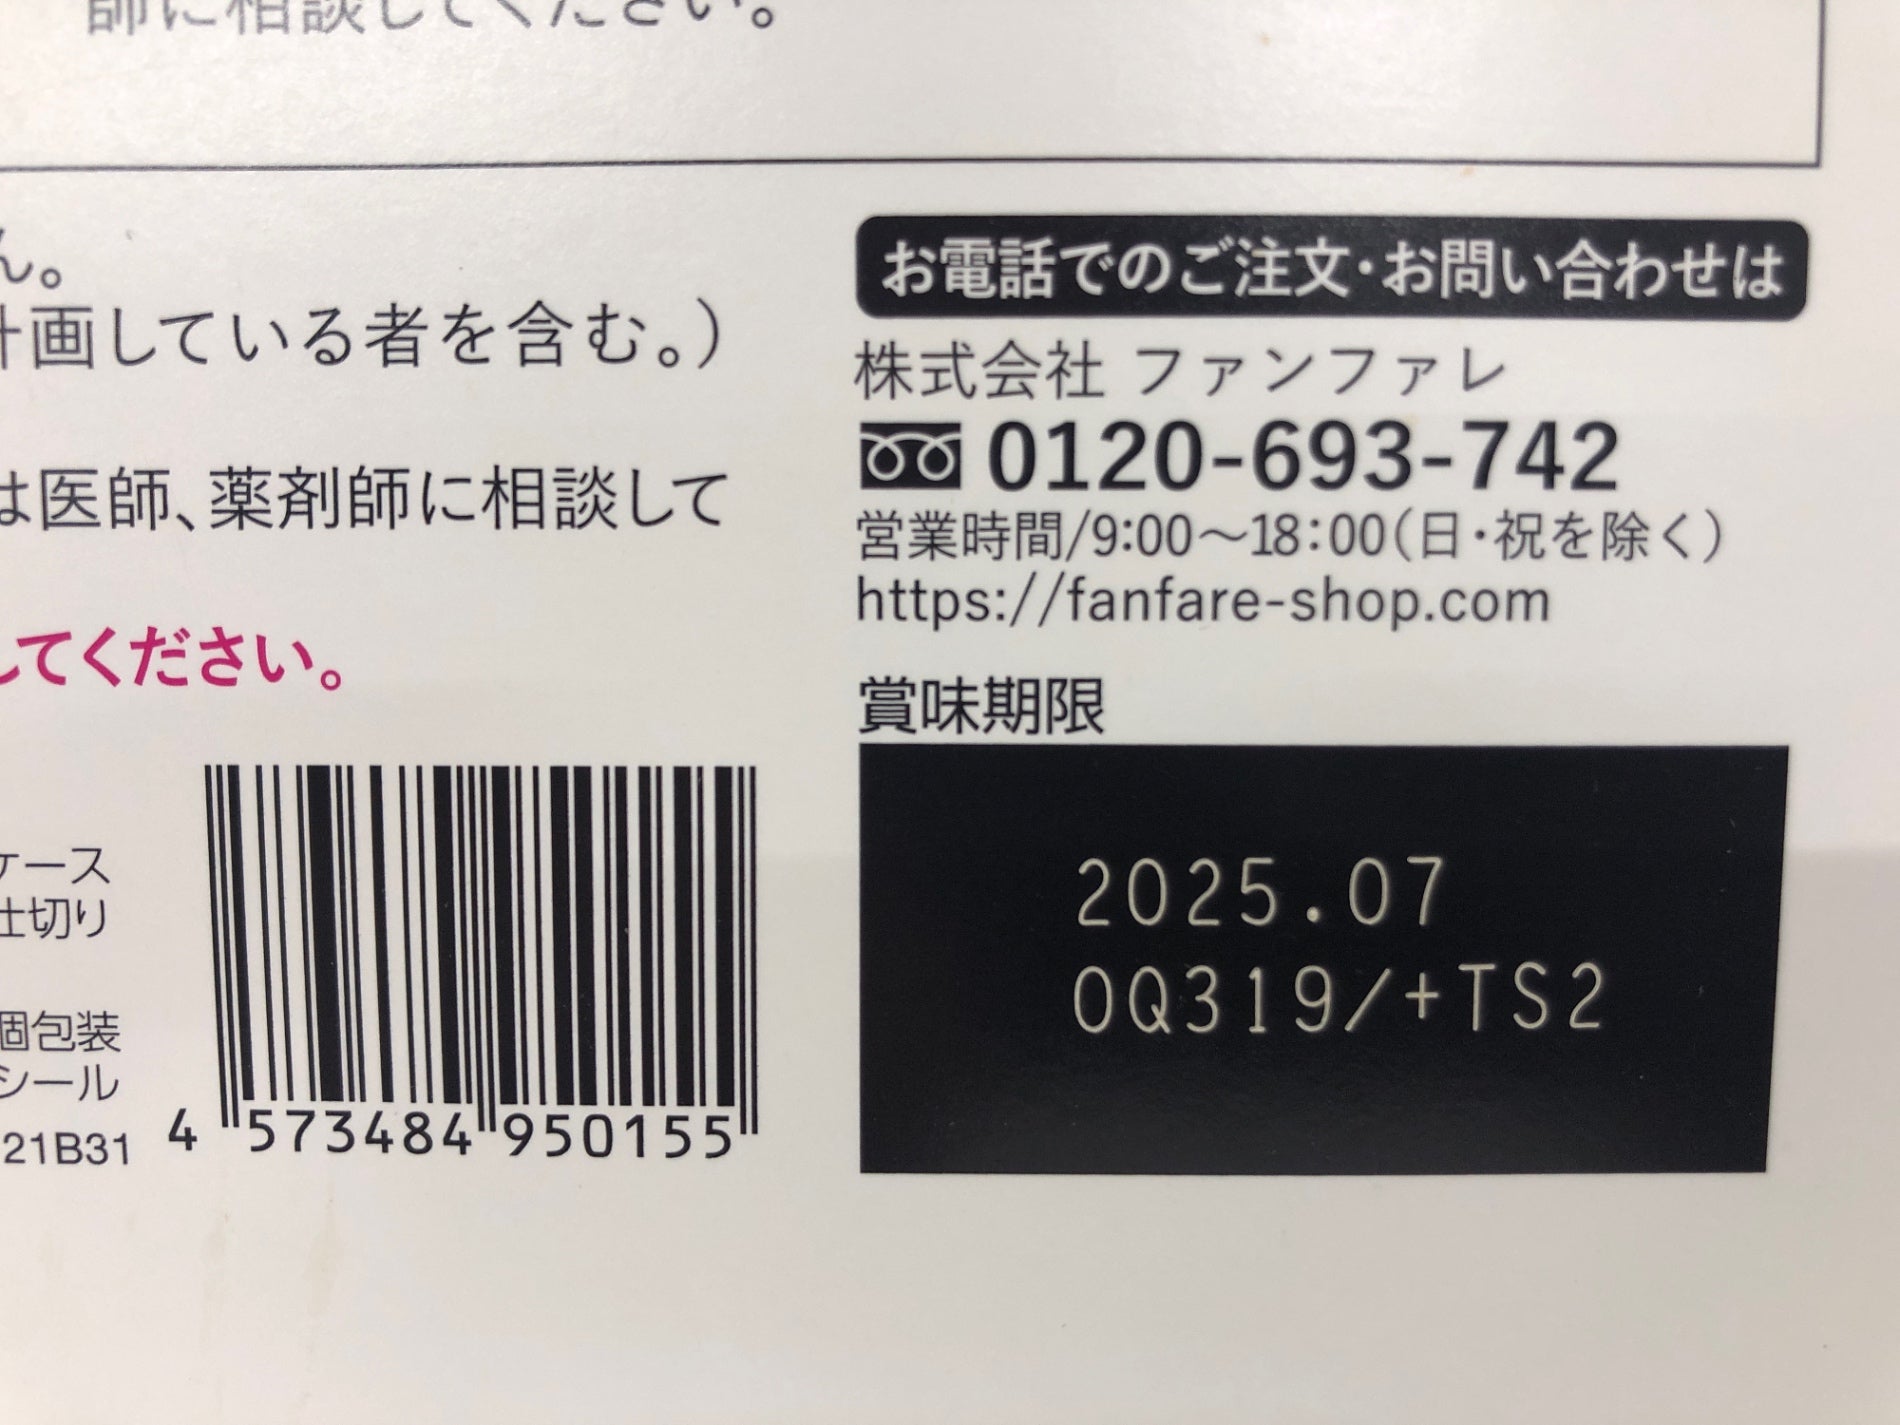 師に相談してください。
ん。
計画している者を含む。)
は医師、薬剤師に相談して
してください。
ケース
仕切り
個包装
シール
21B31
4 573484 950155
お電話でのご注文・お問い合わせは
株式会社 ファンファレ
0120-693-742
営業時間/9:00〜18:00(日・祝を除く)
https://fanfare-shop.com
賞味期限
2025.07
0Q319/+TS2